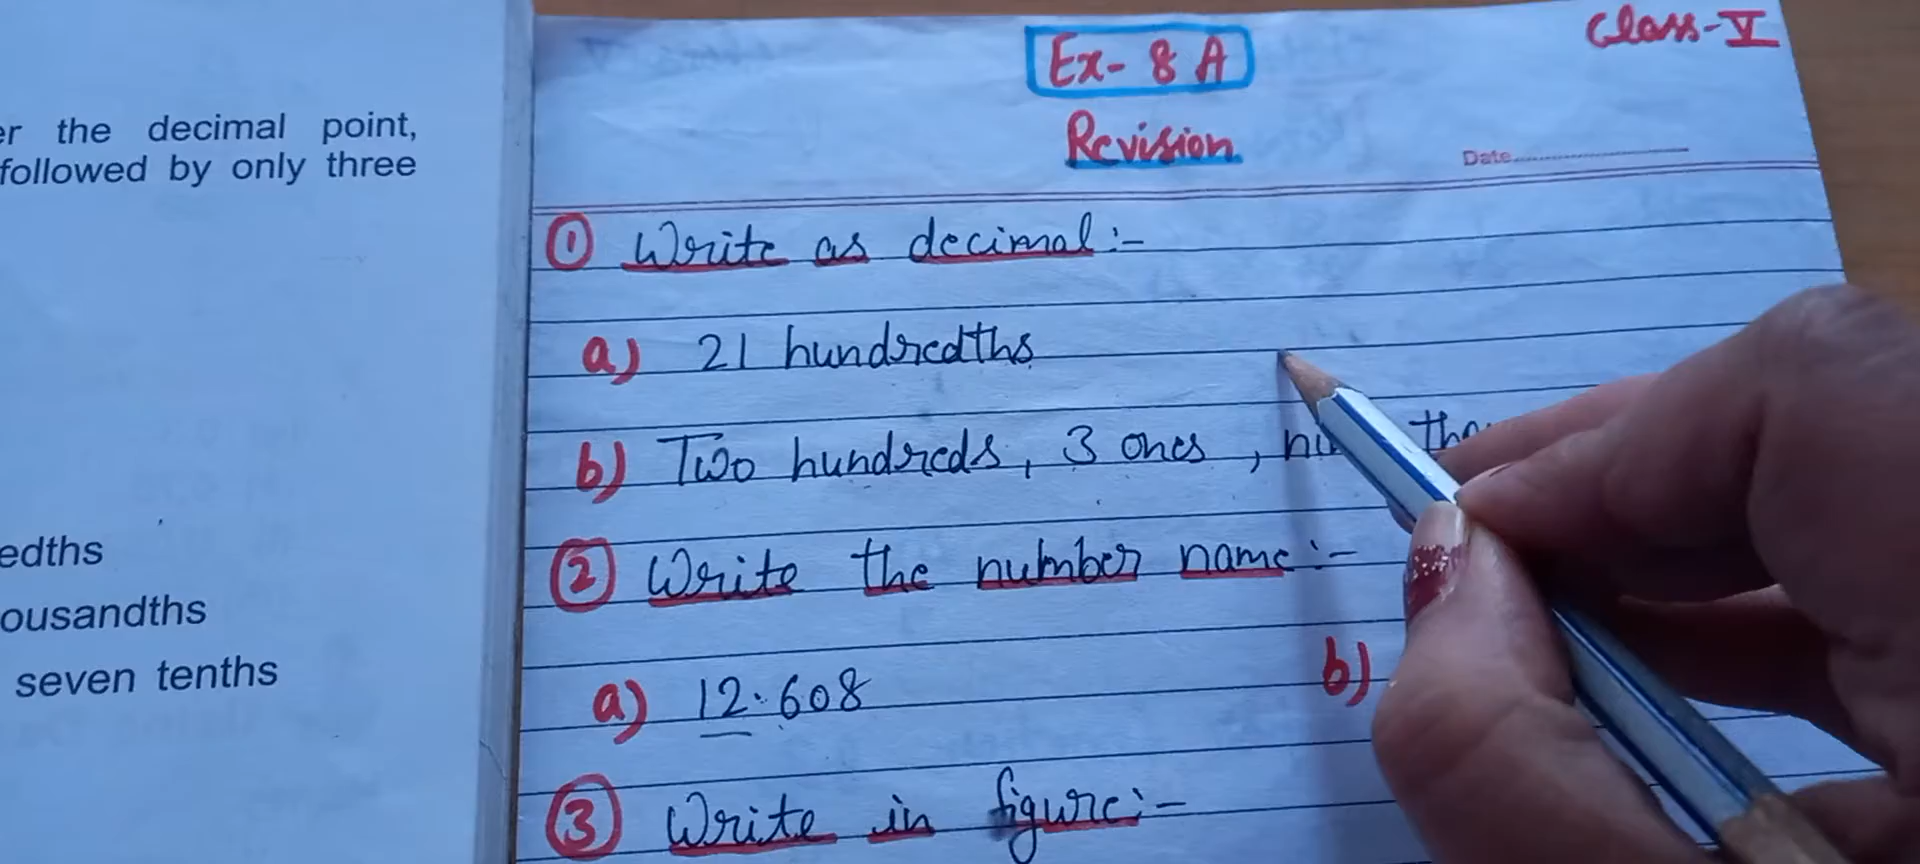 er the decimal point,
followed by only three
edths
ousandths
seven tenths
Class-V
Ex- 8 A
Revision
Date
① Write as decimal:-
a) 21 hundredths
b) Two hundreds, 3 ones,
② Write the number name:-
a) 12.608
b)
③ Write in figure:-